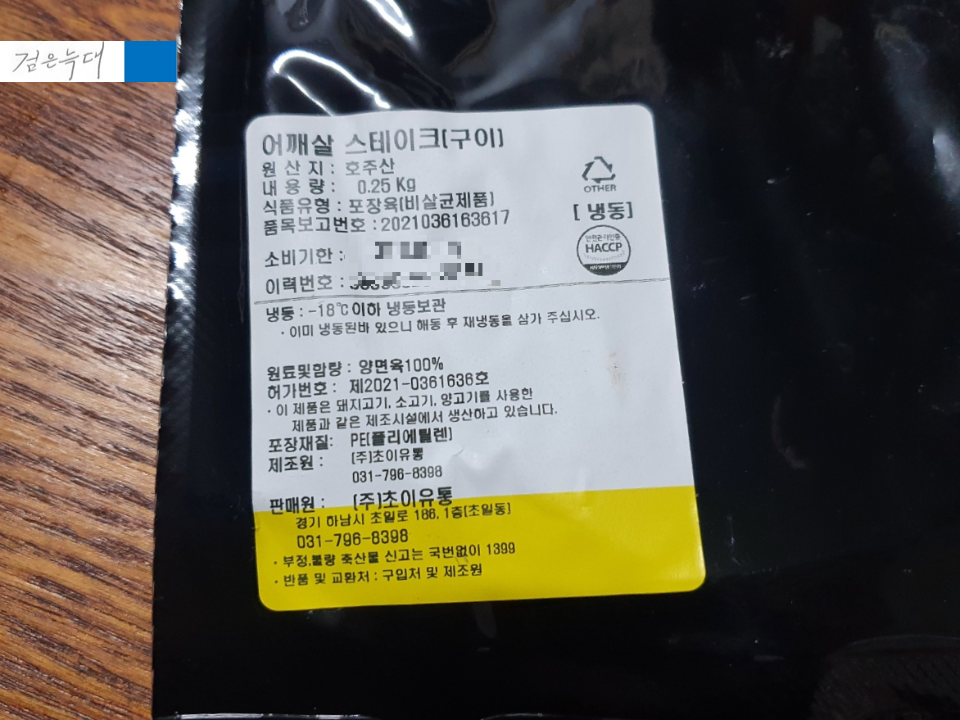 검은늑대
어깨살 스테이크(구이)
원 산 지 : 호주산
내 용 량 : 0.25 Kg
식품유형 : 포장육(비살균제품)
품목보고번호 : 2021036163617
소비기한 :
이력번호 :
OTHER
[ 냉동]
안전관리인증
HACCP
냉동 : -18℃이하 냉동보관
· 이미 냉동된바 있으니 해동 후 재냉동을 삼가 주십시오.
원료및함량 : 양면육100%
허가번호 : 제2021-0361636호
· 이 제품은 돼지고기, 소고기, 양고기를 사용한
제품과 같은 제조시설에서 생산하고 있습니다.
포장재질: PE(폴리에틸렌)
제조원 : (주)초이유통
031-796-8398
판매원 : (주)초이유통
경기 하남시 초일로 186, 1층(초일동)
031-796-8398
· 부정,불량 축산물 신고는 국번없이 1399
· 반품 및 교환처 : 구입처 및 제조원